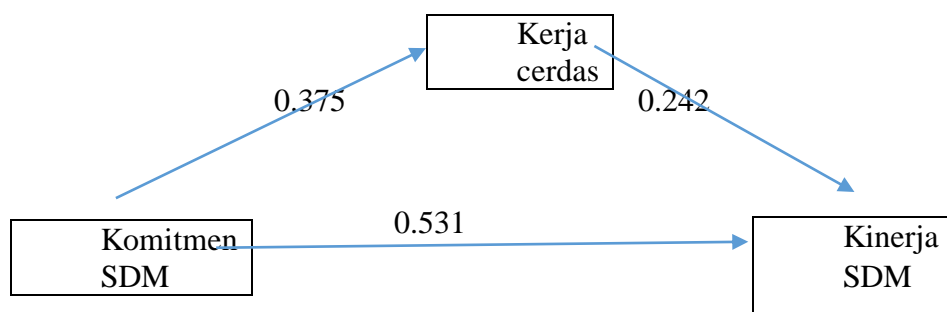 Kerja
cerdas
0.375
0.242
0.531
Komitmen
SDM
Kinerja
SDM